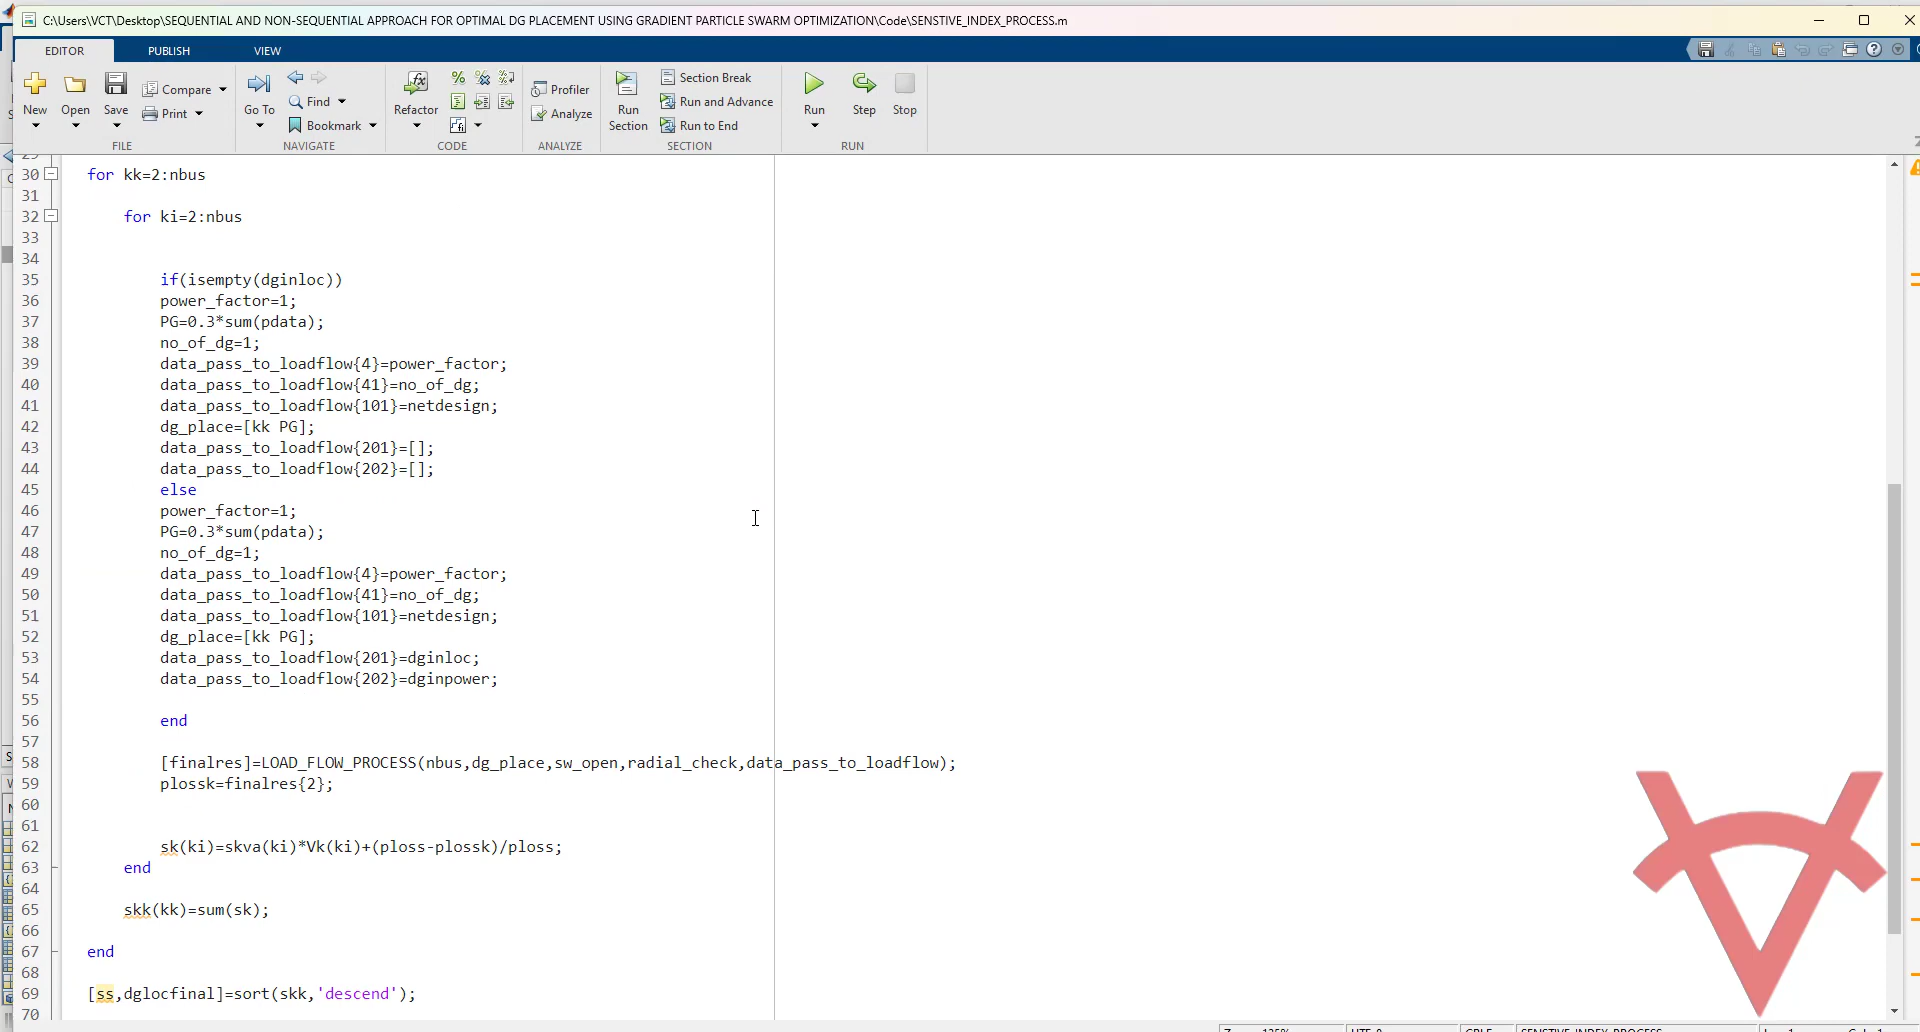 C:\Users\VCT\Desktop\SEQUENTIAL AND NON-SEQUENTIAL APPROACH FOR OPTIMAL DG PLACEMENT USING GRADIENT PARTICLE SWARM OPTIMIZATION\Code\SENSTIVE_INDEX_PROCESS.m
EDITOR PUBLISH VIEW
New Open Save Compare Print
FILE
Go To Find Bookmark
NAVIGATE
Refactor
CODE
Profiler Analyze
ANALYZE
Run Section Section Break Run and Advance Run to End
SECTION
Run Step Stop
RUN
30 for kk=2:nbus
31
32 for ki=2:nbus
33
34
35 if(isempty(dginloc))
36 power_factor=1;
37 PG=0.3*sum(pdata);
38 no_of_dg=1;
39 data_pass_to_loadflow{4}=power_factor;
40 data_pass_to_loadflow{41}=no_of_dg;
41 data_pass_to_loadflow{101}=netdesign;
42 dg_place=[kk PG];
43 data_pass_to_loadflow{201}=[];
44 data_pass_to_loadflow{202}=[];
45 else
46 power_factor=1;
47 PG=0.3*sum(pdata);
48 no_of_dg=1;
49 data_pass_to_loadflow{4}=power_factor;
50 data_pass_to_loadflow{41}=no_of_dg;
51 data_pass_to_loadflow{101}=netdesign;
52 dg_place=[kk PG];
53 data_pass_to_loadflow{201}=dginloc;
54 data_pass_to_loadflow{202}=dginpower;
55
56 end
57
58 [finalres]=LOAD_FLOW_PROCESS(nbus,dg_place,sw_open,radial_check,data_pass_to_loadflow);
59 plossk=finalres{2};
60
61
62 sk(ki)=skva(ki)*Vk(ki)+(ploss-plossk)/ploss;
63 end
64
65 skk(kk)=sum(sk);
66
67 end
68
69 [ss,dglocfinal]=sort(skk,'descend');
70